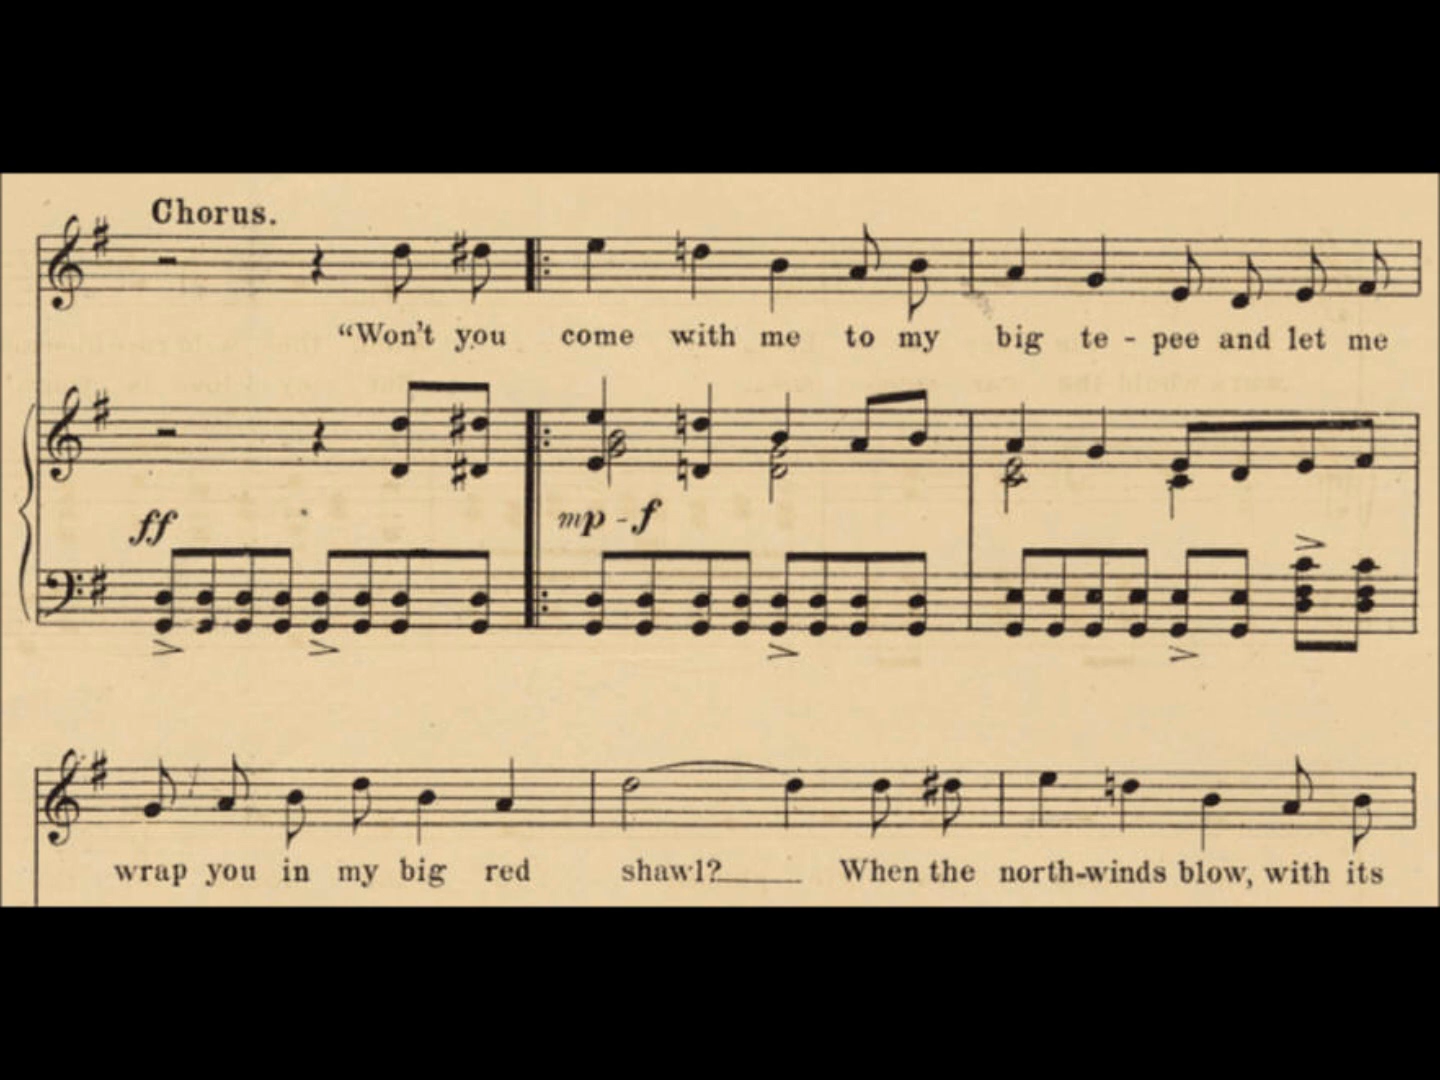 Chorus.
“Won't you come with me to my big te - pee and let me
ff
mp - f
wrap you in my big red shawl? When the north-winds blow, with its